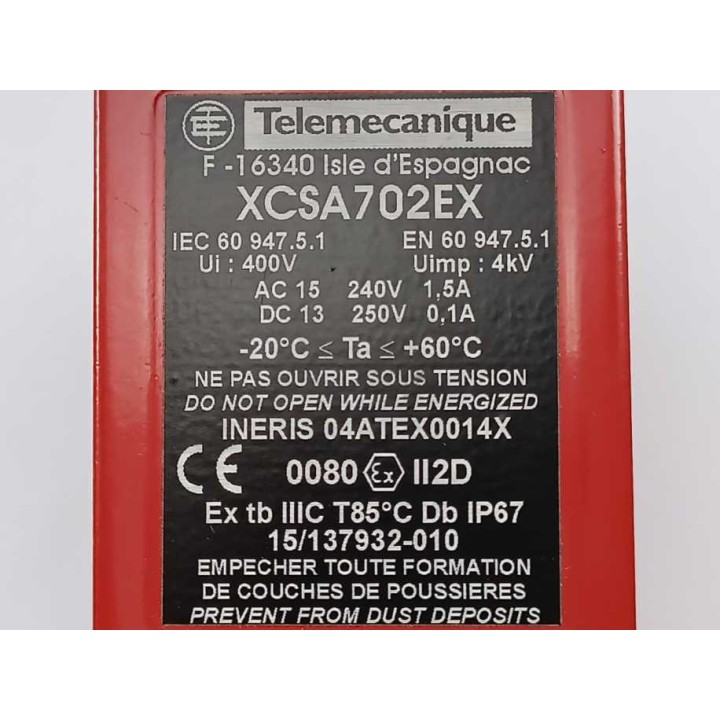 Telemecanique
F -16340 Isle d'Espagnac
XCSA702EX
IEC 60 947.5.1 EN 60 947.5.1
Ui : 400V Uimp : 4kV
AC 15 240V 1,5A
DC 13 250V 0,1A
-20°C ≤ Ta ≤ +60°C
NE PAS OUVRIR SOUS TENSION
DO NOT OPEN WHILE ENERGIZED
INERIS 04ATEX0014X
CE 0080 Ex II2D
Ex tb IIIC T85°C Db IP67
15/137932-010
EMPECHER TOUTE FORMATION
DE COUCHES DE POUSSIERES
PREVENT FROM DUST DEPOSITS